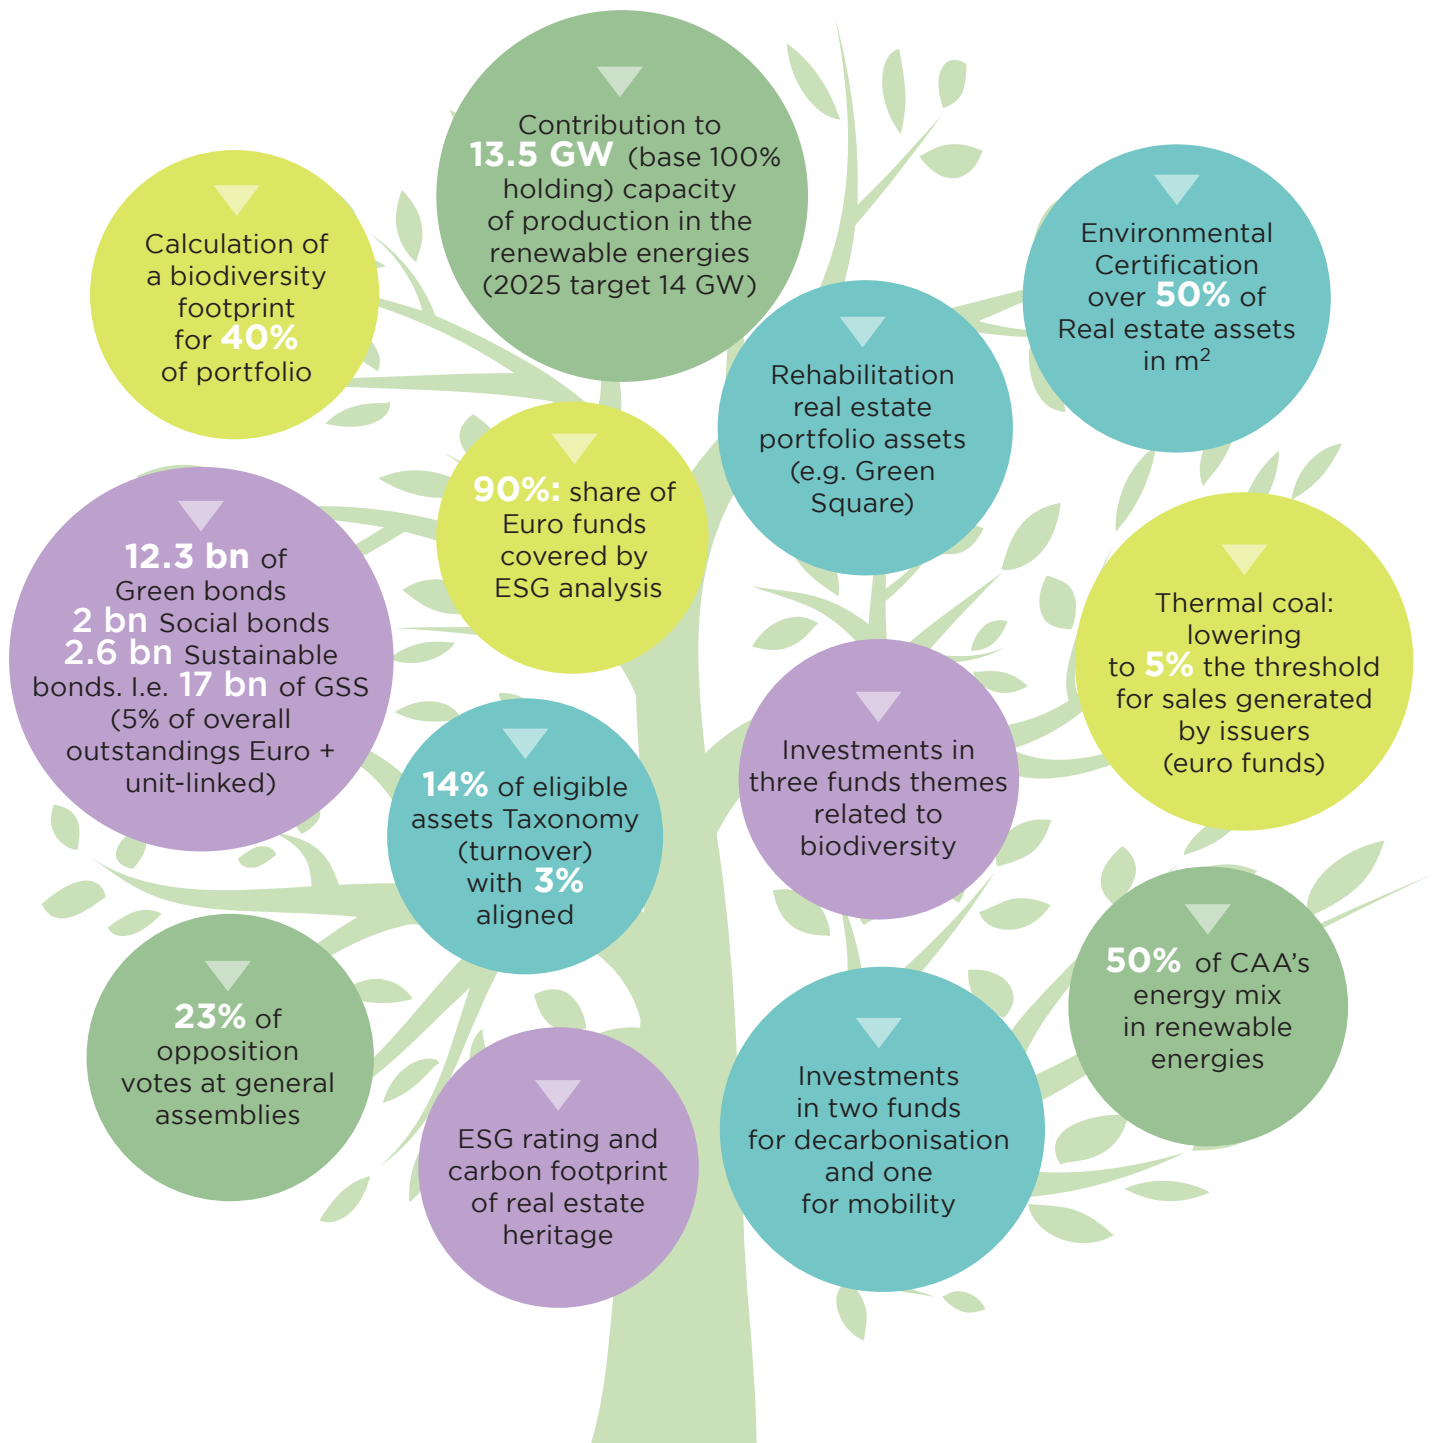 Contribution to
13.5 GW (base 100%
holding) capacity
of production in the
renewable energies
(2025 target 14 GW)
Calculation of
a biodiversity
footprint
for 40%
of portfolio
Environmental
Certification
over 50% of
Real estate assets
in m²
Rehabilitation
real estate
portfolio assets
(e.g. Green
Square)
90%: share of
Euro funds
covered by
ESG analysis
12.3 bn of
Green bonds
2 bn Social bonds
2.6 bn Sustainable
bonds. I.e. 17 bn of GSS
(5% of overall
outstandings Euro +
unit-linked)
Thermal coal:
lowering
to 5% the threshold
for sales generated
by issuers
(euro funds)
Investments in
three funds themes
related to
biodiversity
14% of eligible
assets Taxonomy
(turnover)
with 3%
aligned
50% of CAA’s
energy mix
in renewable
energies
23% of
opposition
votes at general
assemblies
Investments
in two funds
for decarbonisation
and one
for mobility
ESG rating and
carbon footprint
of real estate
heritage